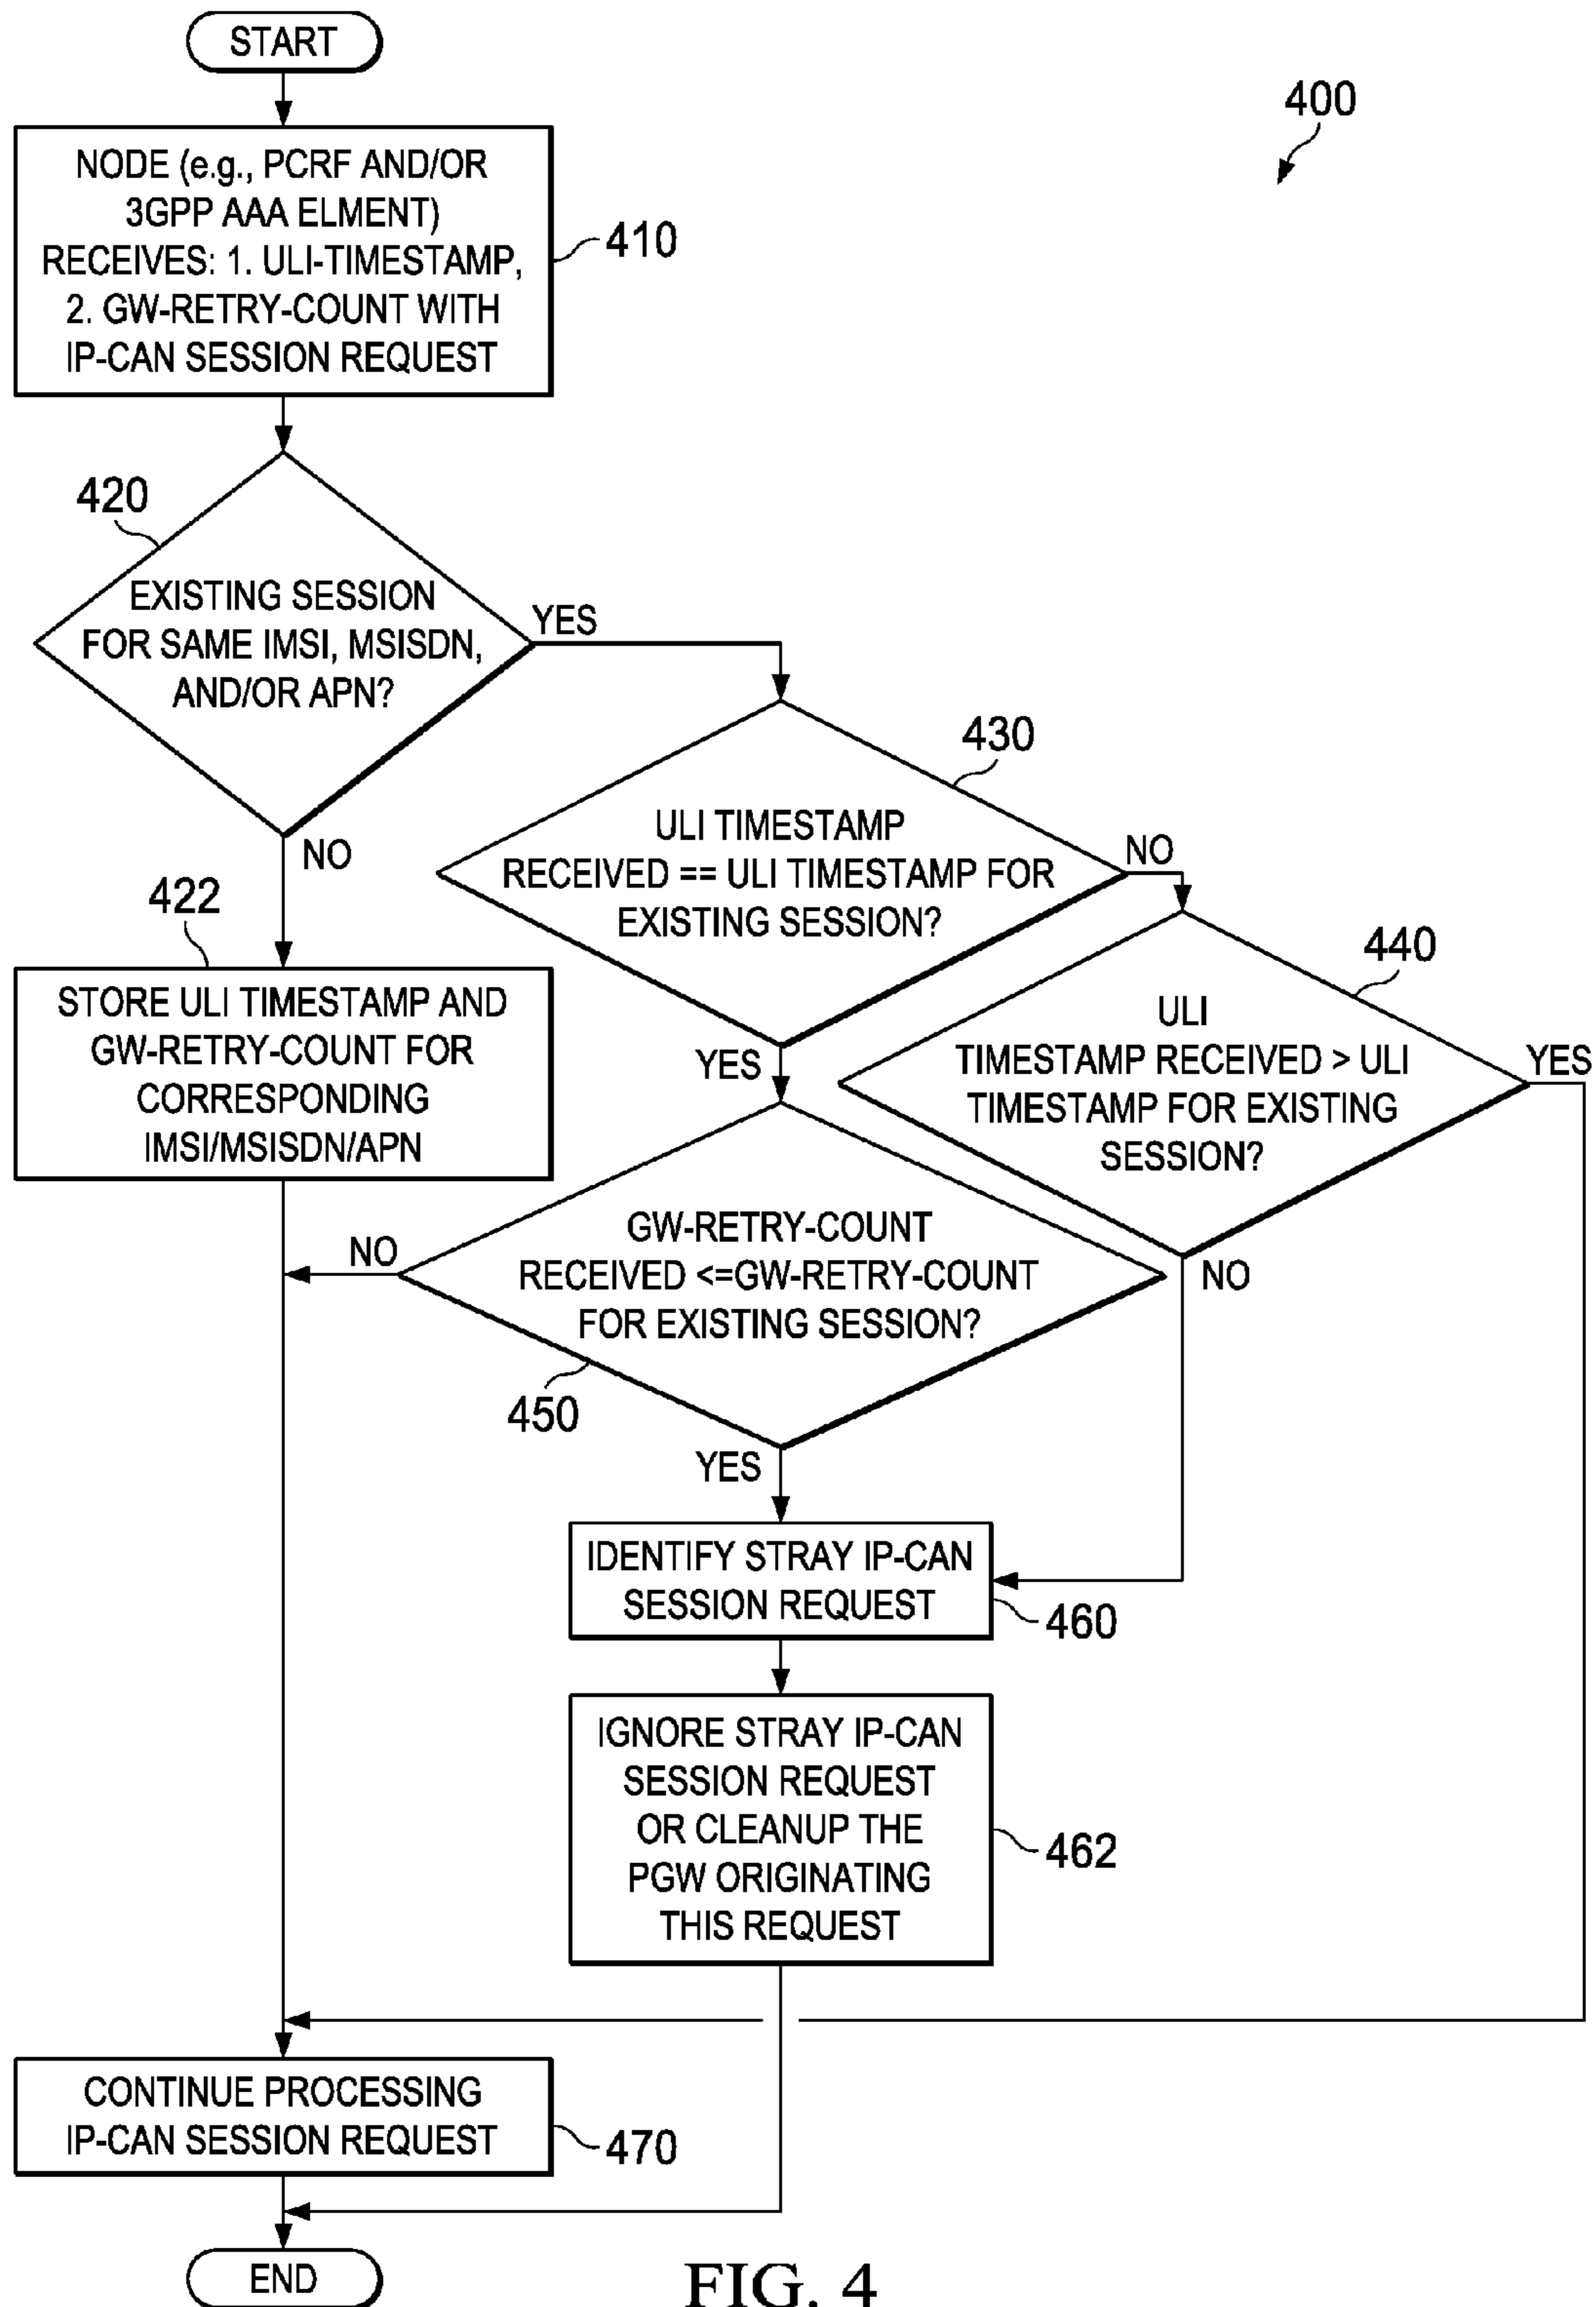 START
400
NODE (e.g., PCRF AND/OR
3GPP AAA ELMENT)
RECEIVES: 1. ULI-TIMESTAMP,
2. GW-RETRY-COUNT WITH
IP-CAN SESSION REQUEST
410
420
EXISTING SESSION
FOR SAME IMSI, MSISDN,
AND/OR APN?
YES
NO
430
ULI TIMESTAMP
RECEIVED == ULI TIMESTAMP FOR
EXISTING SESSION?
NO
YES
422
STORE ULI TIMESTAMP AND
GW-RETRY-COUNT FOR
CORRESPONDING
IMSI/MSISDN/APN
440
ULI
TIMESTAMP RECEIVED > ULI
TIMESTAMP FOR EXISTING
SESSION?
YES
NO
GW-RETRY-COUNT
RECEIVED <=GW-RETRY-COUNT
FOR EXISTING SESSION?
NO
450
YES
IDENTIFY STRAY IP-CAN
SESSION REQUEST
460
IGNORE STRAY IP-CAN
SESSION REQUEST
OR CLEANUP THE
PGW ORIGINATING
THIS REQUEST
462
CONTINUE PROCESSING
IP-CAN SESSION REQUEST
470
END
FIG. 4